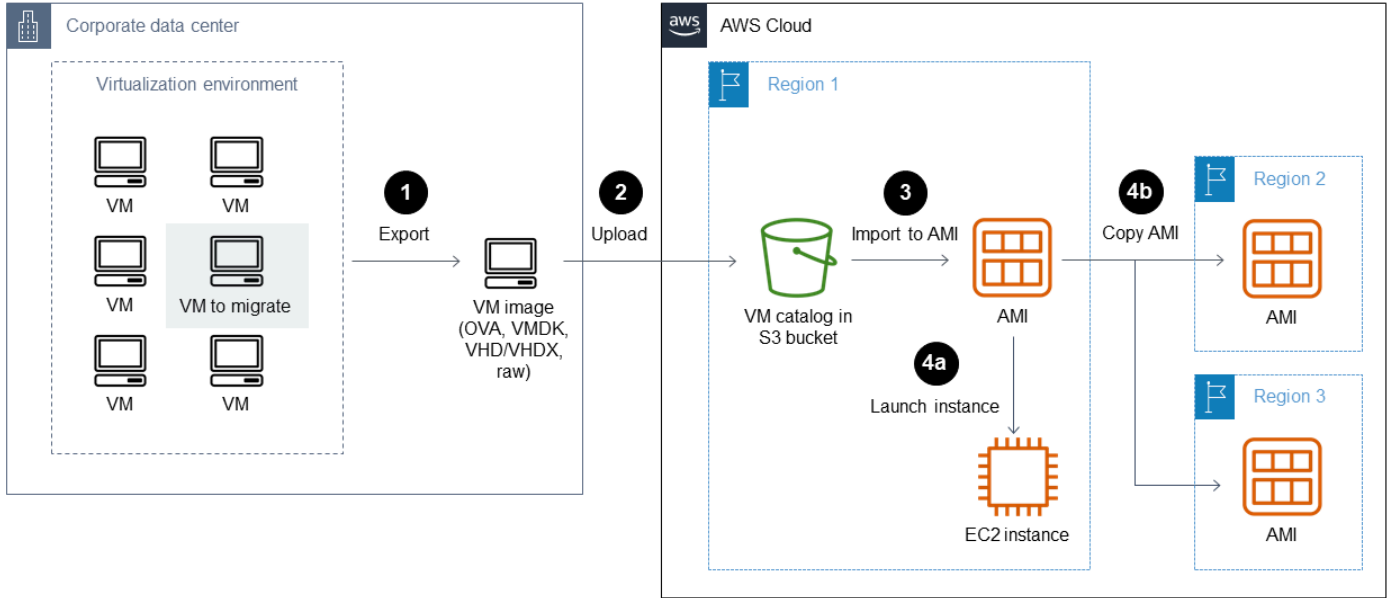 Corporate data center
Virtualization environment
VM
VM
VM
VM to migrate
VM
VM
1
Export
VM image
(OVA, VMDK,
VHD/VHDX,
raw)
2
Upload
aws
AWS Cloud
Region 1
VM catalog in
S3 bucket
3
Import to AMI
AMI
4a
Launch instance
EC2 instance
4b
Copy AMI
Region 2
AMI
Region 3
AMI